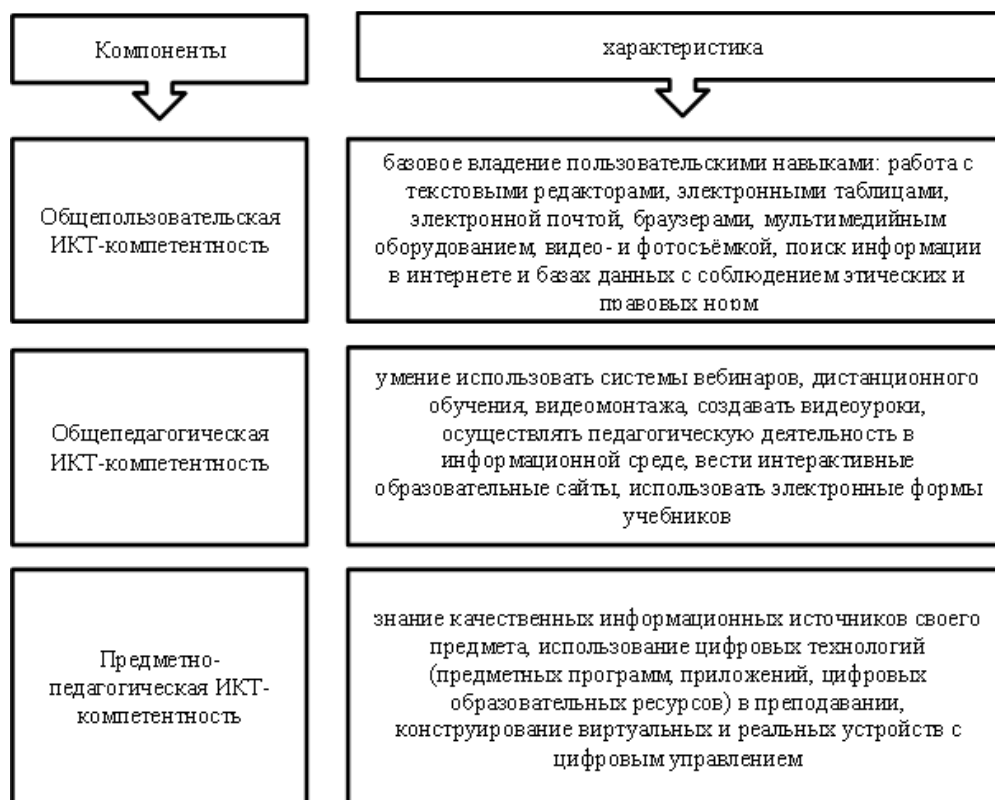 Компоненты
характеристика
Общепользовательская
ИКТ-компетентность
базовое владение пользовательскими навыками: работа с
текстовыми редакторами, электронными таблицами,
электронной почтой, браузерами, мультимедийным
оборудованием, видео- и фотосъёмкой, поиск информации
в интернете и базах данных с соблюдением этических и
правовых норм
Общепедагогическая
ИКТ-компетентность
умение использовать системы вебинаров, дистанционного
обучения, видеомонтажа, создавать видеоуроки,
осуществлять педагогическую деятельность в
информационной среде, вести интерактивные
образовательные сайты, использовать электронные формы
учебников
Предметно-
педагогическая ИКТ-
компетентность
знание качественных информационных источников своего
предмета, использование цифровых технологий
(предметных программ, приложений, цифровых
образовательных ресурсов) в преподавании,
конструирование виртуальных и реальных устройств с
цифровым управлением